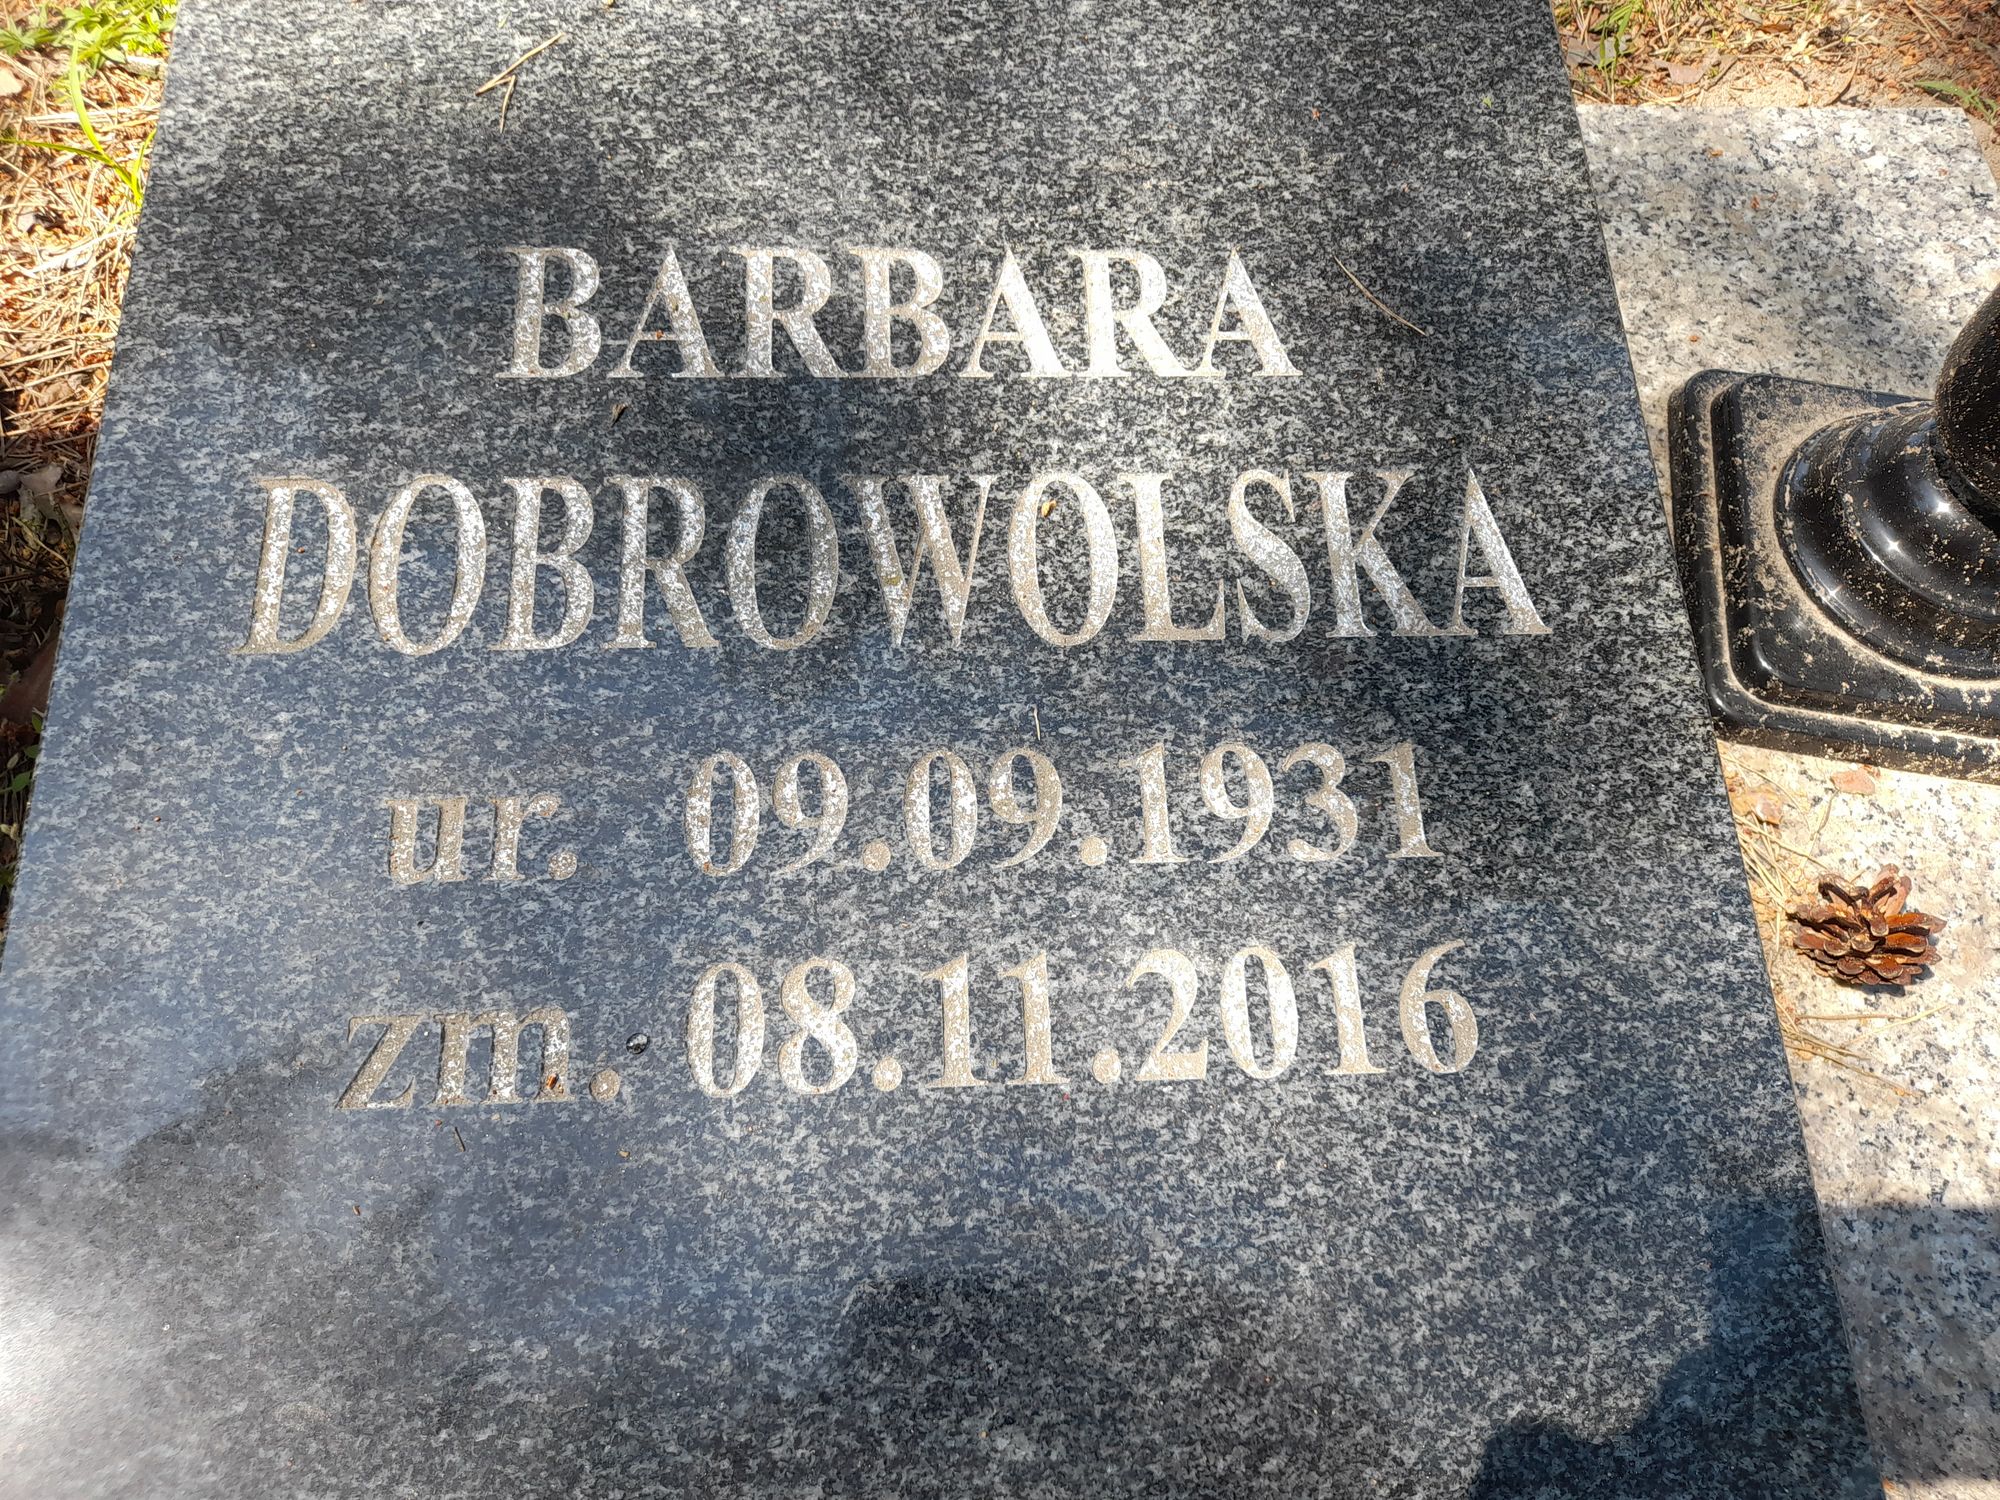 BARBARA
DOBROWOLSKA
ur. 09.09.1931
zm. 08.11.2016